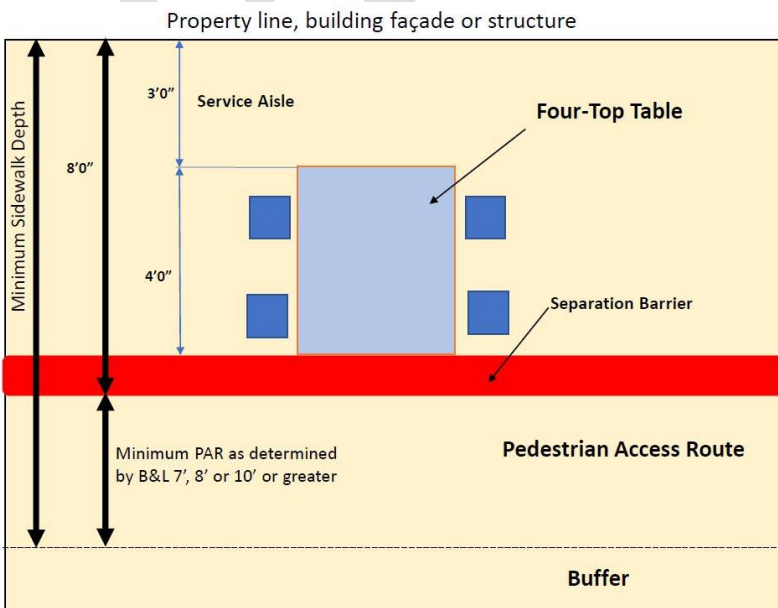 Property line, building façade or structure
3’0”
Service Aisle
Four-Top Table
Minimum Sidewalk Depth
8’0”
4’0”
Separation Barrier
Minimum PAR as determined
by B&L 7’, 8’ or 10’ or greater
Pedestrian Access Route
Buffer